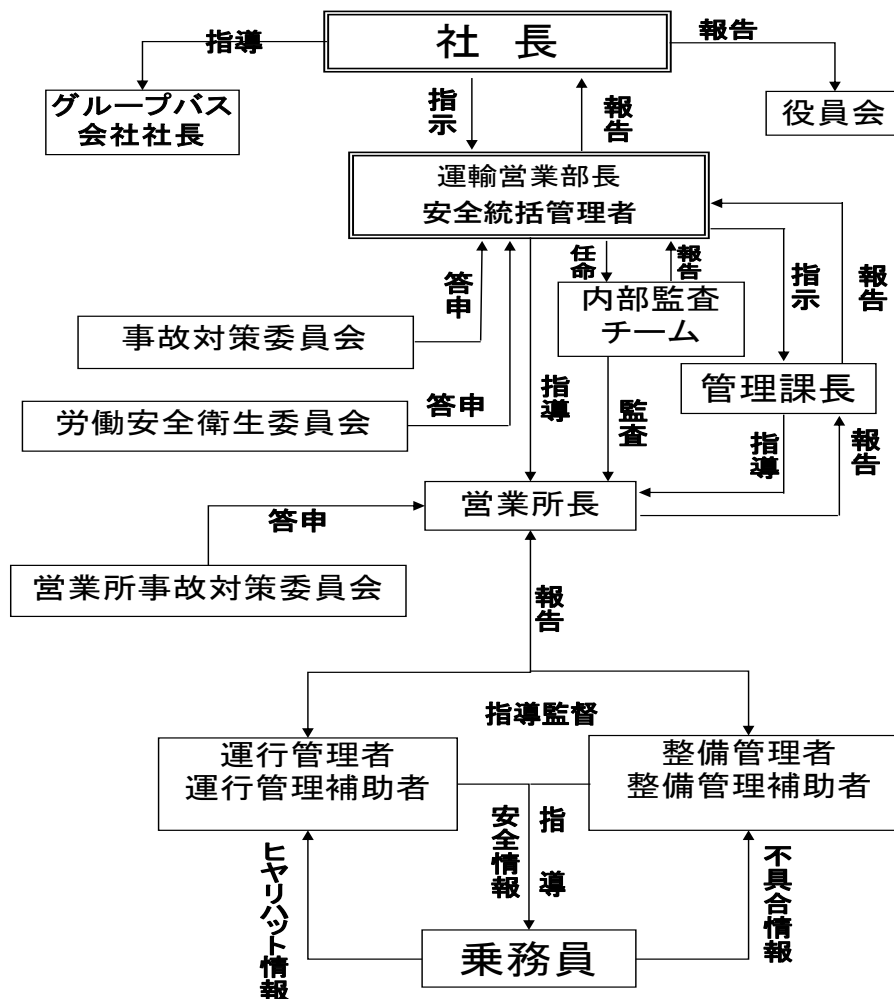 社 長
指導
報告
グループバス
会社社長
役員会
指示
報告
運輸営業部長
安全統括管理者
任命
報告
指示
報告
答申
内部監査
チーム
事故対策委員会
管理課長
労働安全衛生委員会
答申
指導
監査
指導
報告
営業所長
答申
営業所事故対策委員会
報告
指導監督
運行管理者
運行管理補助者
整備管理者
整備管理補助者
安全情報
指 導
ヒヤリハット情報
不具合情報
乗務員